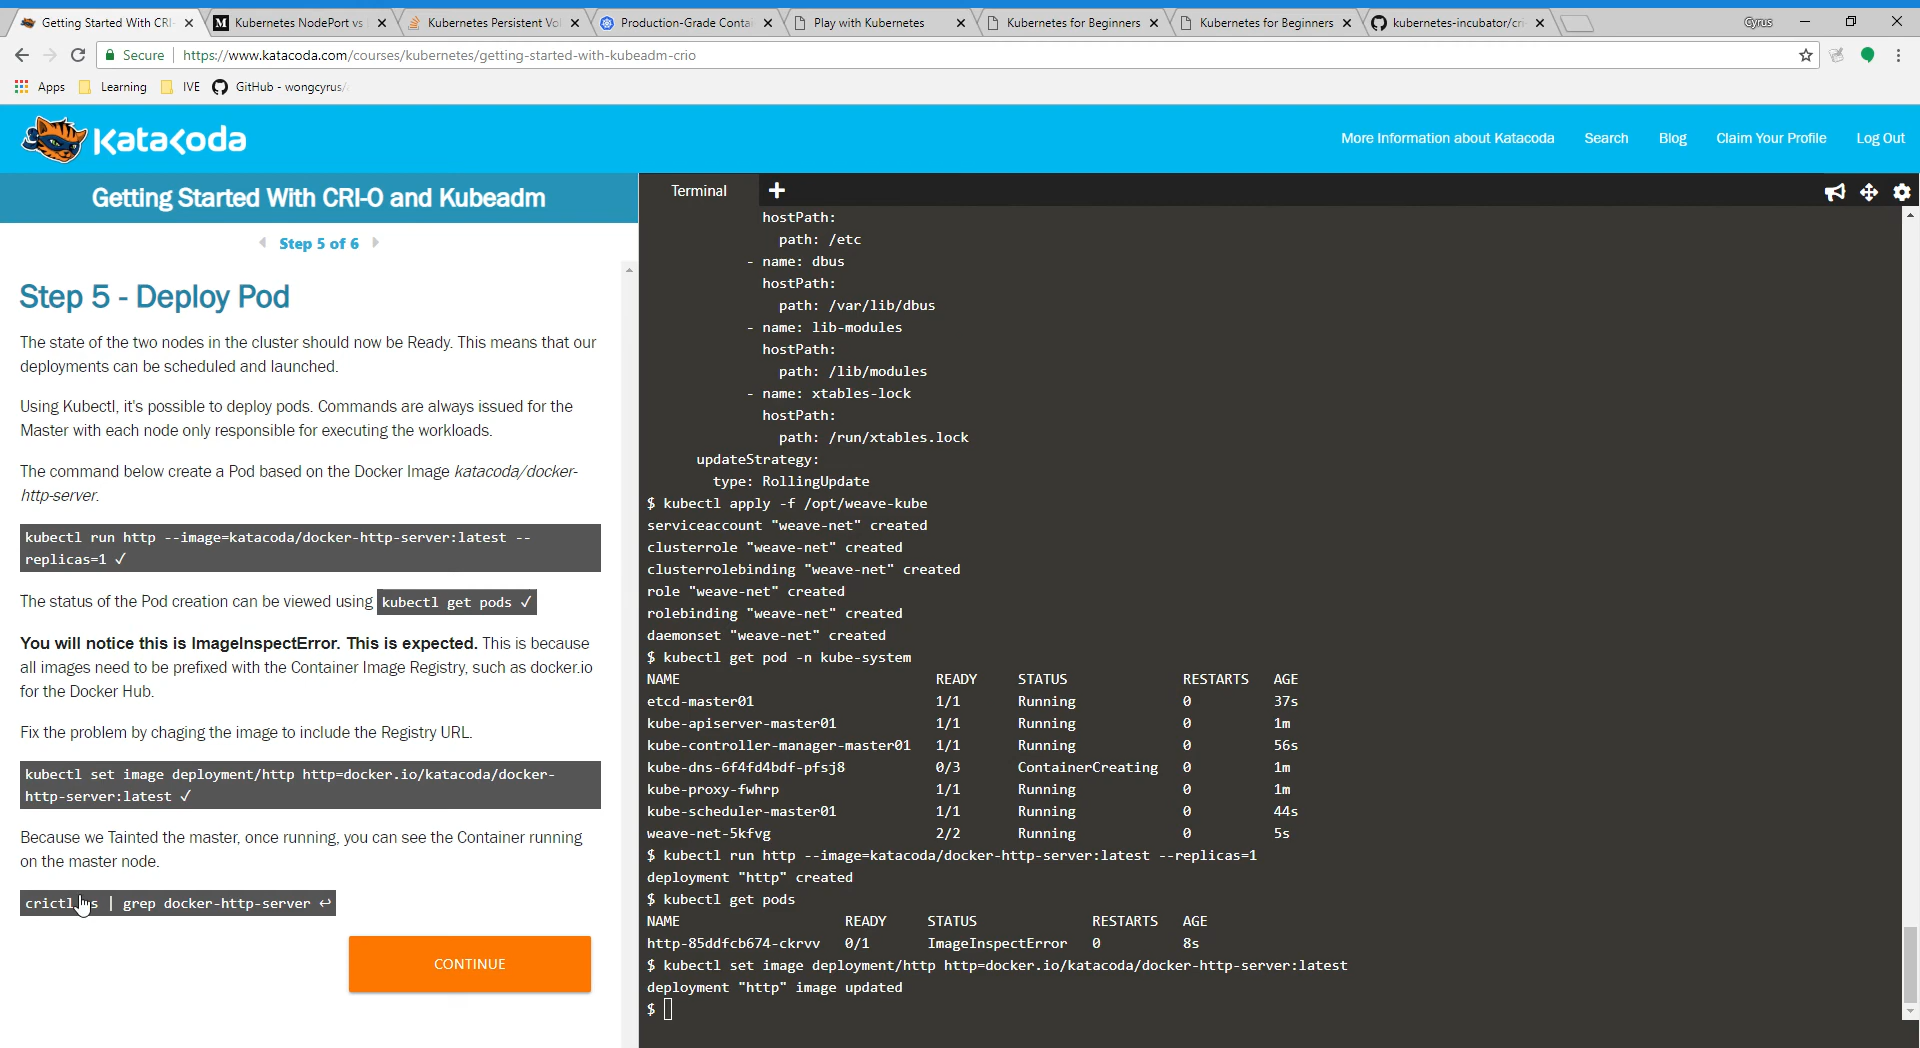 Getting Started With CRI-
Kubernetes NodePort vs
Kubernetes Persistent Vo
Production-Grade Contai
Play with Kubernetes
Kubernetes for Beginners
Kubernetes for Beginners
kubernetes-incubator/cri-
Cyrus
Secure
https://www.katacoda.com/courses/kubernetes/getting-started-with-kubeadm-crio
Apps
Learning
IVE
GitHub - wongcyrus/
Katacoda
More Information about Katacoda
Search
Blog
Claim Your Profile
Log Out
Getting Started With CRI-O and Kubeadm
Step 5 of 6
Step 5 - Deploy Pod
The state of the two nodes in the cluster should now be Ready. This means that our
deployments can be scheduled and launched.
Using Kubectl, it's possible to deploy pods. Commands are always issued for the
Master with each node only responsible for executing the workloads.
The command below create a Pod based on the Docker Image katacoda/docker-
http-server.
kubectl run http --image=katacoda/docker-http-server:latest --
replicas=1 ✓
The status of the Pod creation can be viewed using kubectl get pods ✓
You will notice this is ImageInspectError. This is expected. This is because
all images need to be prefixed with the Container Image Registry, such as docker.io
for the Docker Hub.
Fix the problem by chaging the image to include the Registry URL.
kubectl set image deployment/http http=docker.io/katacoda/docker-
http-server:latest ✓
Because we Tainted the master, once running, you can see the Container running
on the master node.
crictl | grep docker-http-server ↩
CONTINUE
Terminal
hostPath:
path: /etc
- name: dbus
hostPath:
path: /var/lib/dbus
- name: lib-modules
hostPath:
path: /lib/modules
- name: xtables-lock
hostPath:
path: /run/xtables.lock
updateStrategy:
type: RollingUpdate
$ kubectl apply -f /opt/weave-kube
serviceaccount "weave-net" created
clusterrole "weave-net" created
clusterrolebinding "weave-net" created
role "weave-net" created
rolebinding "weave-net" created
daemonset "weave-net" created
$ kubectl get pod -n kube-system
NAME READY STATUS RESTARTS AGE
etcd-master01 1/1 Running 0 37s
kube-apiserver-master01 1/1 Running 0 1m
kube-controller-manager-master01 1/1 Running 0 56s
kube-dns-6f4fd4bdf-pfsj8 0/3 ContainerCreating 0 1m
kube-proxy-fwhrp 1/1 Running 0 1m
kube-scheduler-master01 1/1 Running 0 44s
weave-net-5kfvg 2/2 Running 0 5s
$ kubectl run http --image=katacoda/docker-http-server:latest --replicas=1
deployment "http" created
$ kubectl get pods
NAME READY STATUS RESTARTS AGE
http-85ddfcb674-ckrvv 0/1 ImageInspectError 0 8s
$ kubectl set image deployment/http http=docker.io/katacoda/docker-http-server:latest
deployment "http" image updated
$